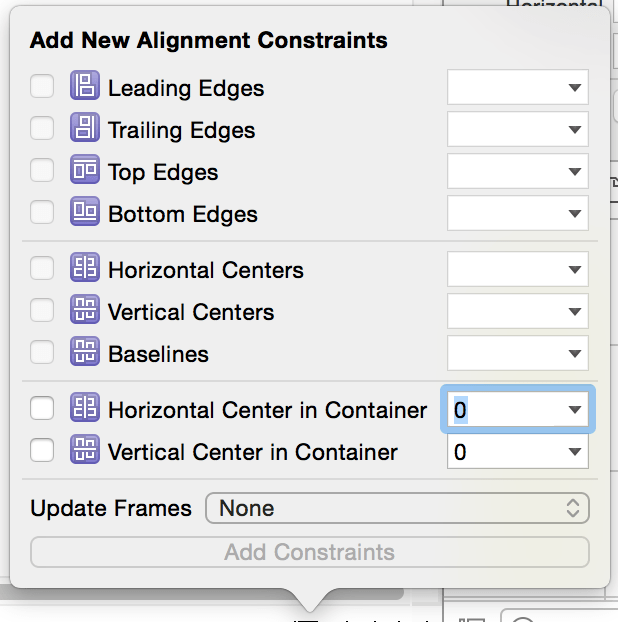 Horizontal
Add New Alignment Constraints
Leading Edges
Trailing Edges
Top Edges
Bottom Edges
Horizontal Centers
Vertical Centers
Baselines
Horizontal Center in Container 0
Vertical Center in Container 0
Update Frames None
Add Constraints